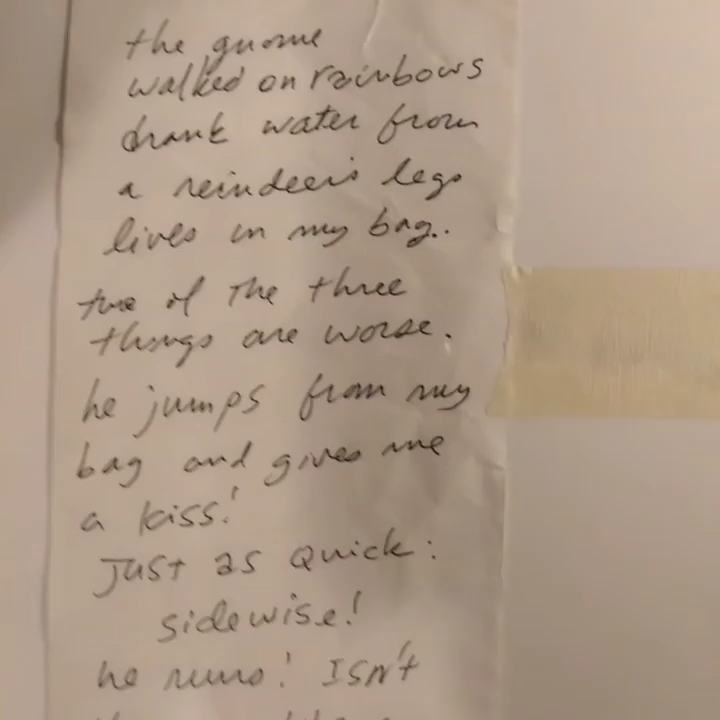 the gnome
walked on rainbows
drank water from
a reindeer's legs
lives in my bag..
two of The three
things are worse.
he jumps from my
bag and gives me
a kiss!
Just as Quick:
sidewise!
he runs! Isn't